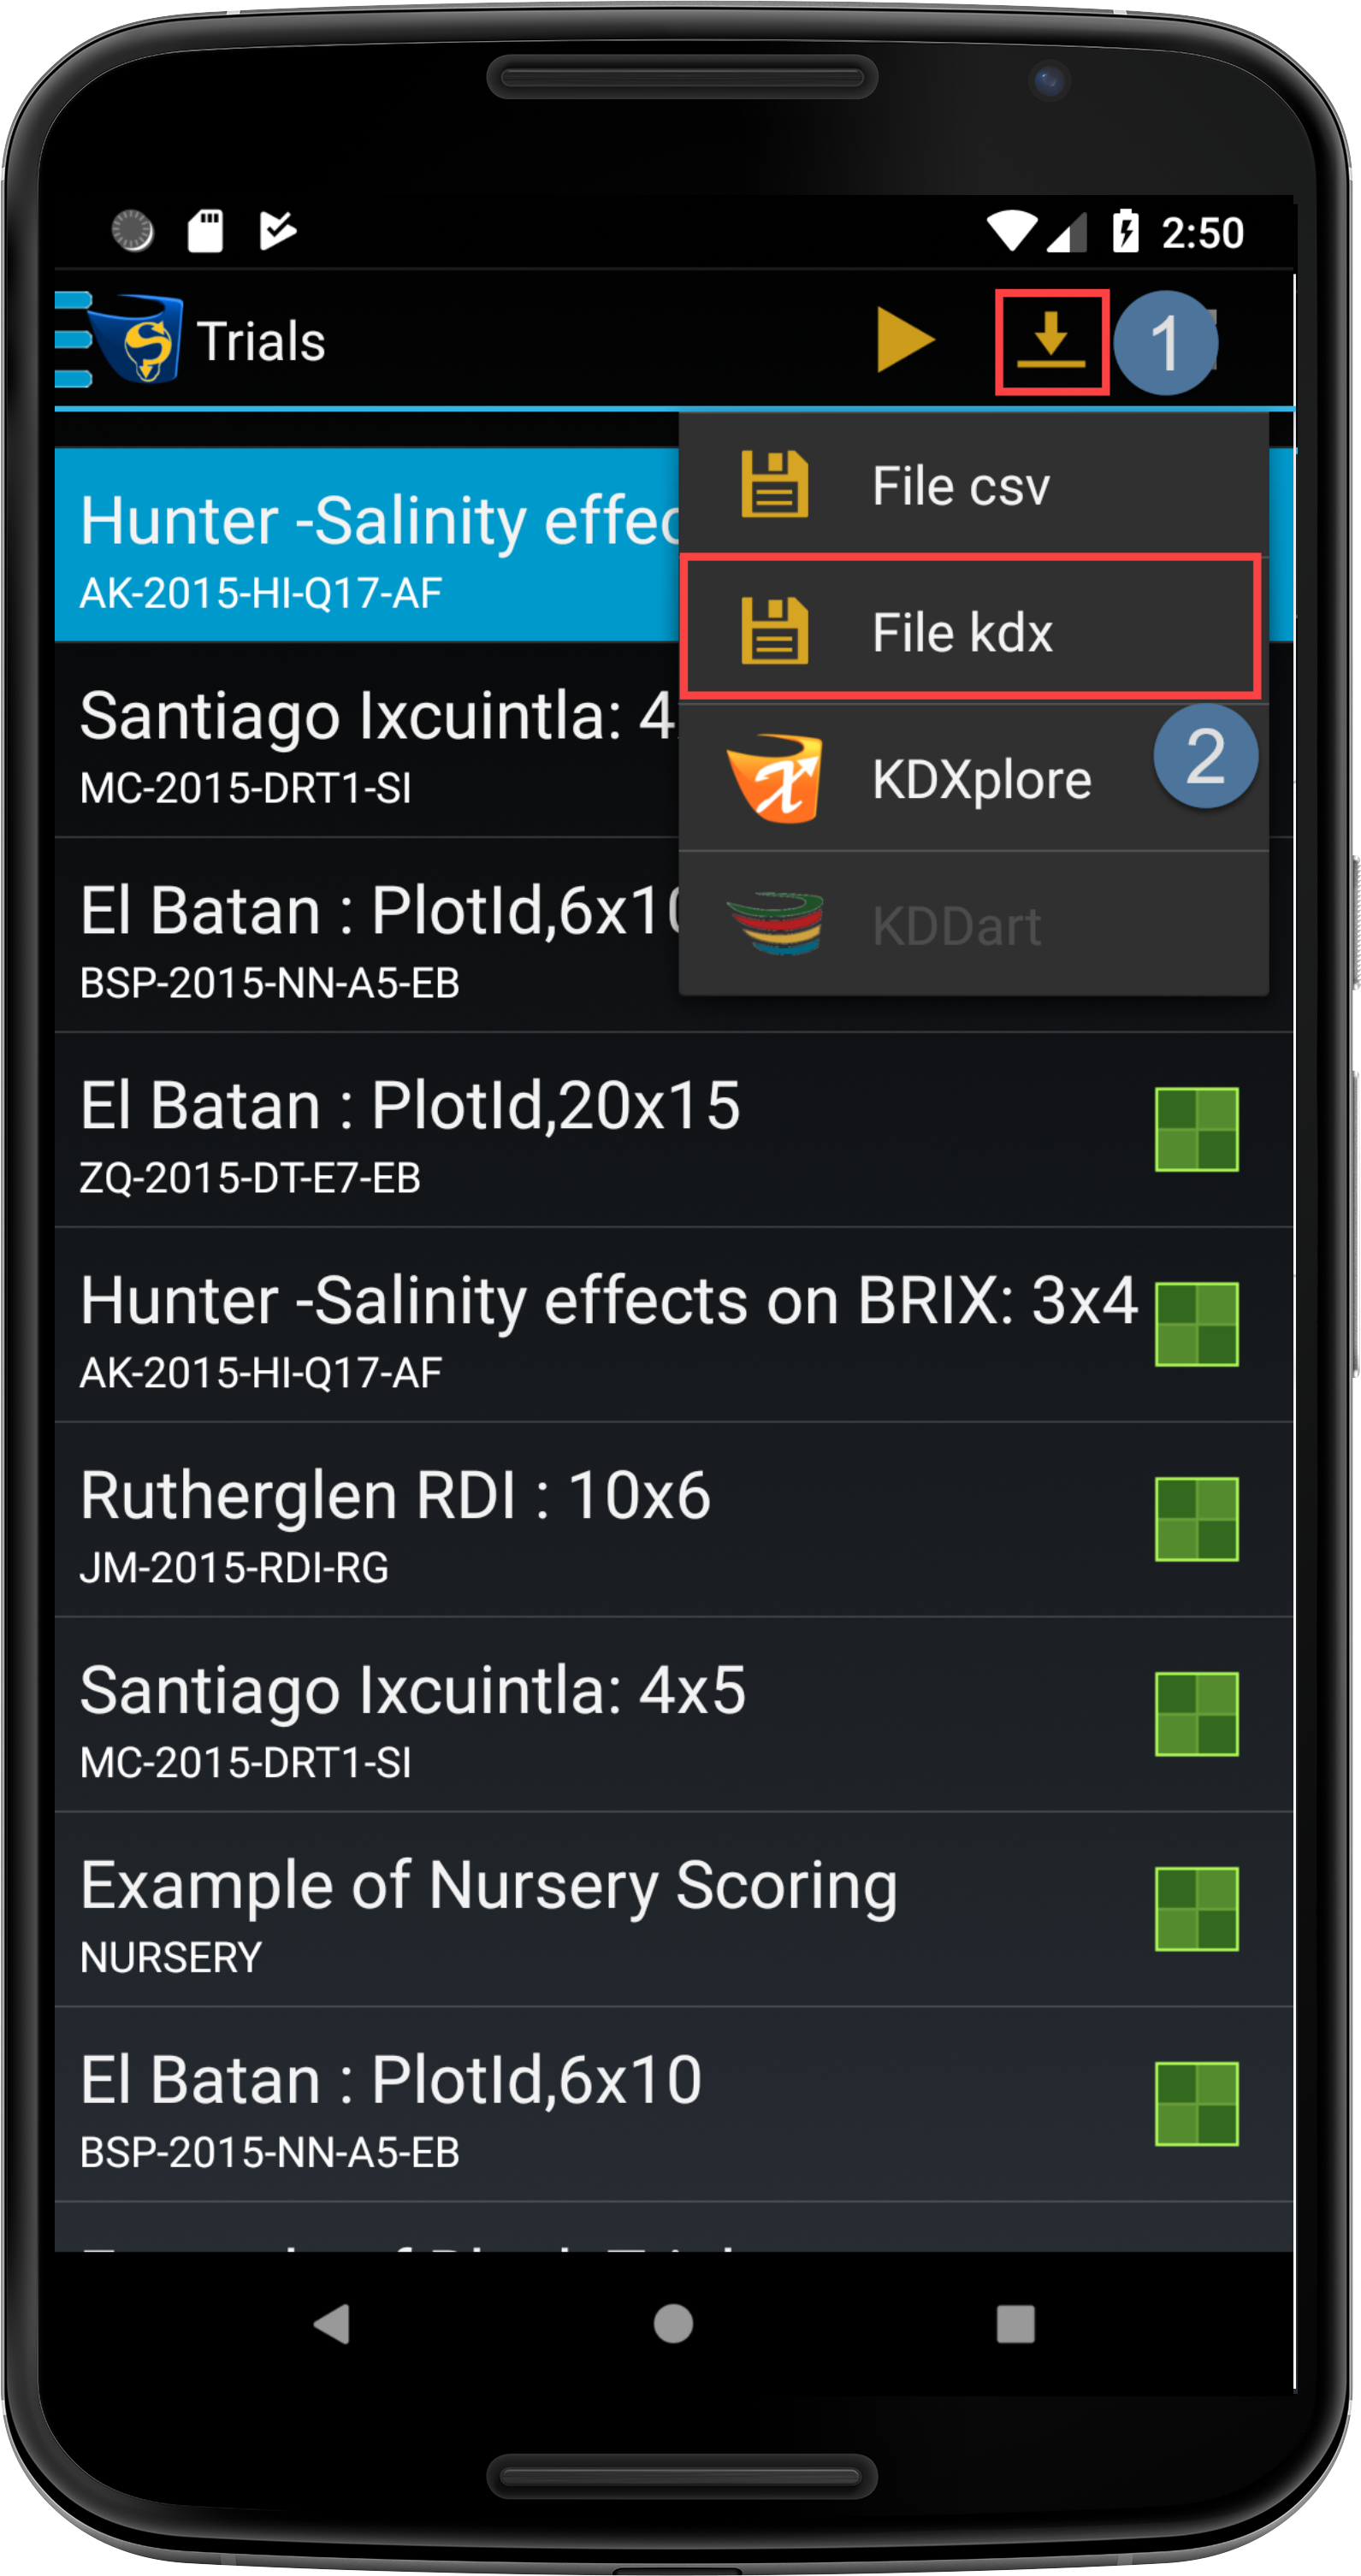 2:50
Trials
1
File csv
Hunter -Salinity effec
AK-2015-HI-Q17-AF
File kdx
Santiago Ixcuintla: 4
MC-2015-DRT1-SI
KDXplore
2
El Batan : PlotId,6x10
BSP-2015-NN-A5-EB
KDDart
El Batan : PlotId,20x15
ZQ-2015-DT-E7-EB
Hunter -Salinity effects on BRIX: 3x4
AK-2015-HI-Q17-AF
Rutherglen RDI : 10x6
JM-2015-RDI-RG
Santiago Ixcuintla: 4x5
MC-2015-DRT1-SI
Example of Nursery Scoring
NURSERY
El Batan : PlotId,6x10
BSP-2015-NN-A5-EB